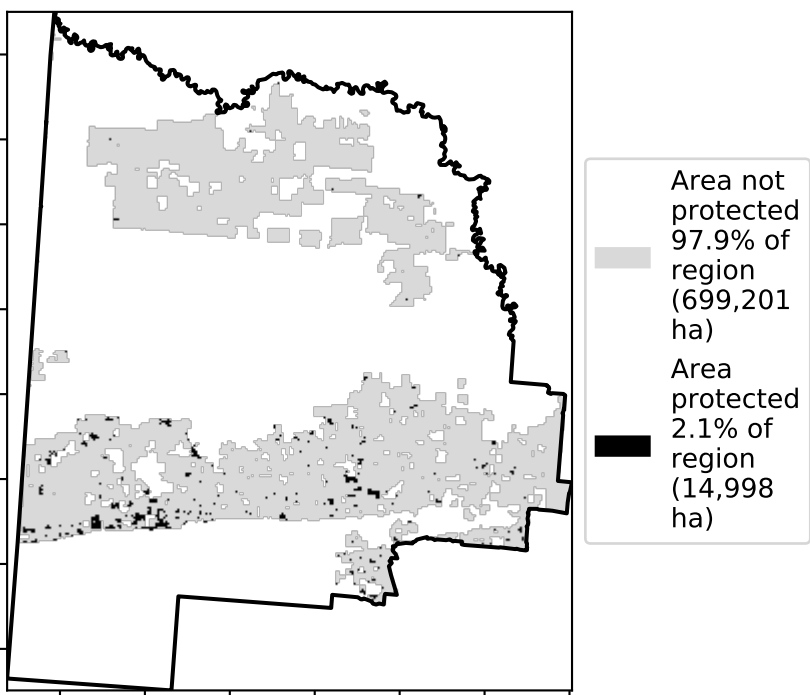 Area not
protected
97.9% of
region
(699,201
ha)
Area
protected
2.1% of
region
(14,998
ha)